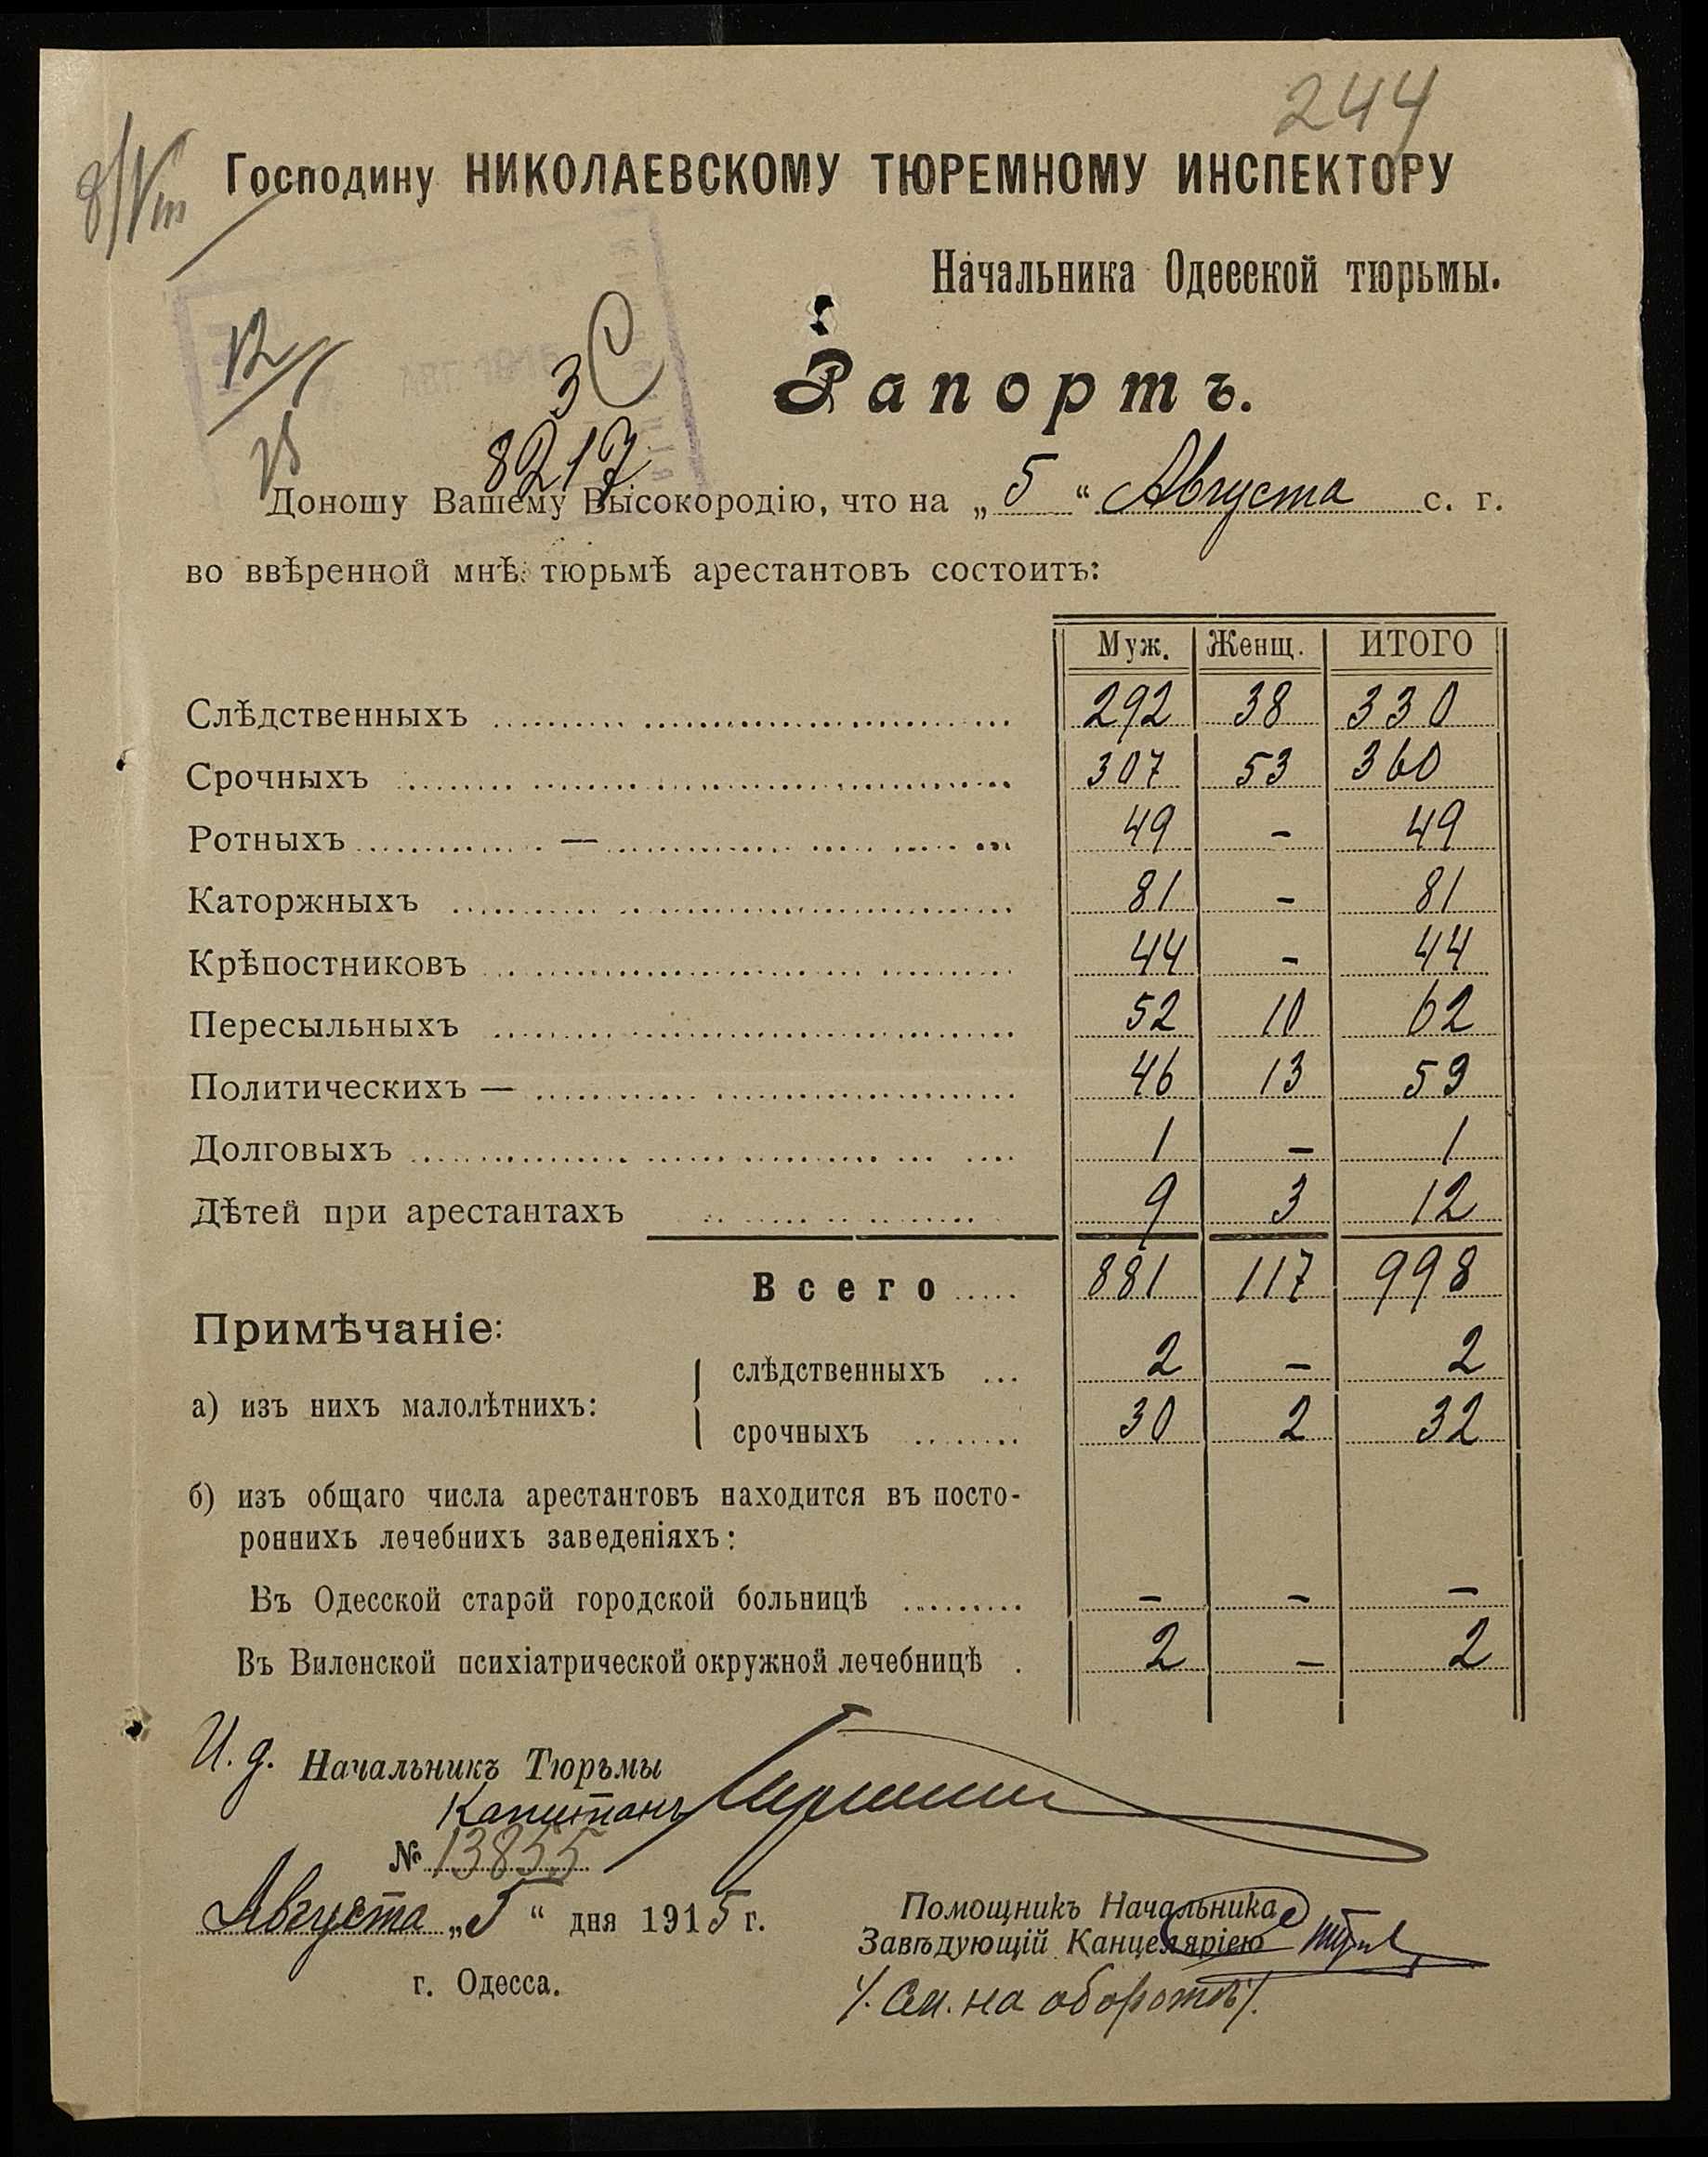 244
8/VIII
Господину НИКОЛАЕВСКОМУ ТЮРЕМНОМУ ИНСПЕКТОРУ
Начальника Одесской тюрьмы.
Рапортъ.
8217
Доношу Вашему Высокородію, что на „5“ Августа с. г.
во ввѣренной мнѣ тюрьмѣ арестантовъ состоитъ:
Муж. Женщ. ИТОГО
Слѣдственныхъ 292 38 330
Срочныхъ 307 53 360
Ротныхъ — 49 - 49
Каторжныхъ 81 - 81
Крѣпостниковъ 44 - 44
Пересыльныхъ 52 10 62
Политическихъ — 46 13 59
Долговыхъ 1 - 1
Дѣтей при арестантахъ 9 3 12
Всего 881 117 998
Примѣчаніе:
а) изъ нихъ малолѣтнихъ:
слѣдственныхъ 2 - 2
срочныхъ 30 2 32
б) изъ общаго числа арестантовъ находится въ посто-
роннихъ лечебнихъ заведеніяхъ:
Въ Одесской старой городской больницѣ - - -
Въ Виленской психіатрической окружной лечебницѣ 2 - 2
И. д. Начальникъ Тюрьмы
Капитанъ
№ 13855
Августа „5“ дня 1915 г.
г. Одесса.
Помощникъ Начальника
Завѣдующій Канцеляріею
/. См. на оборотѣ /.